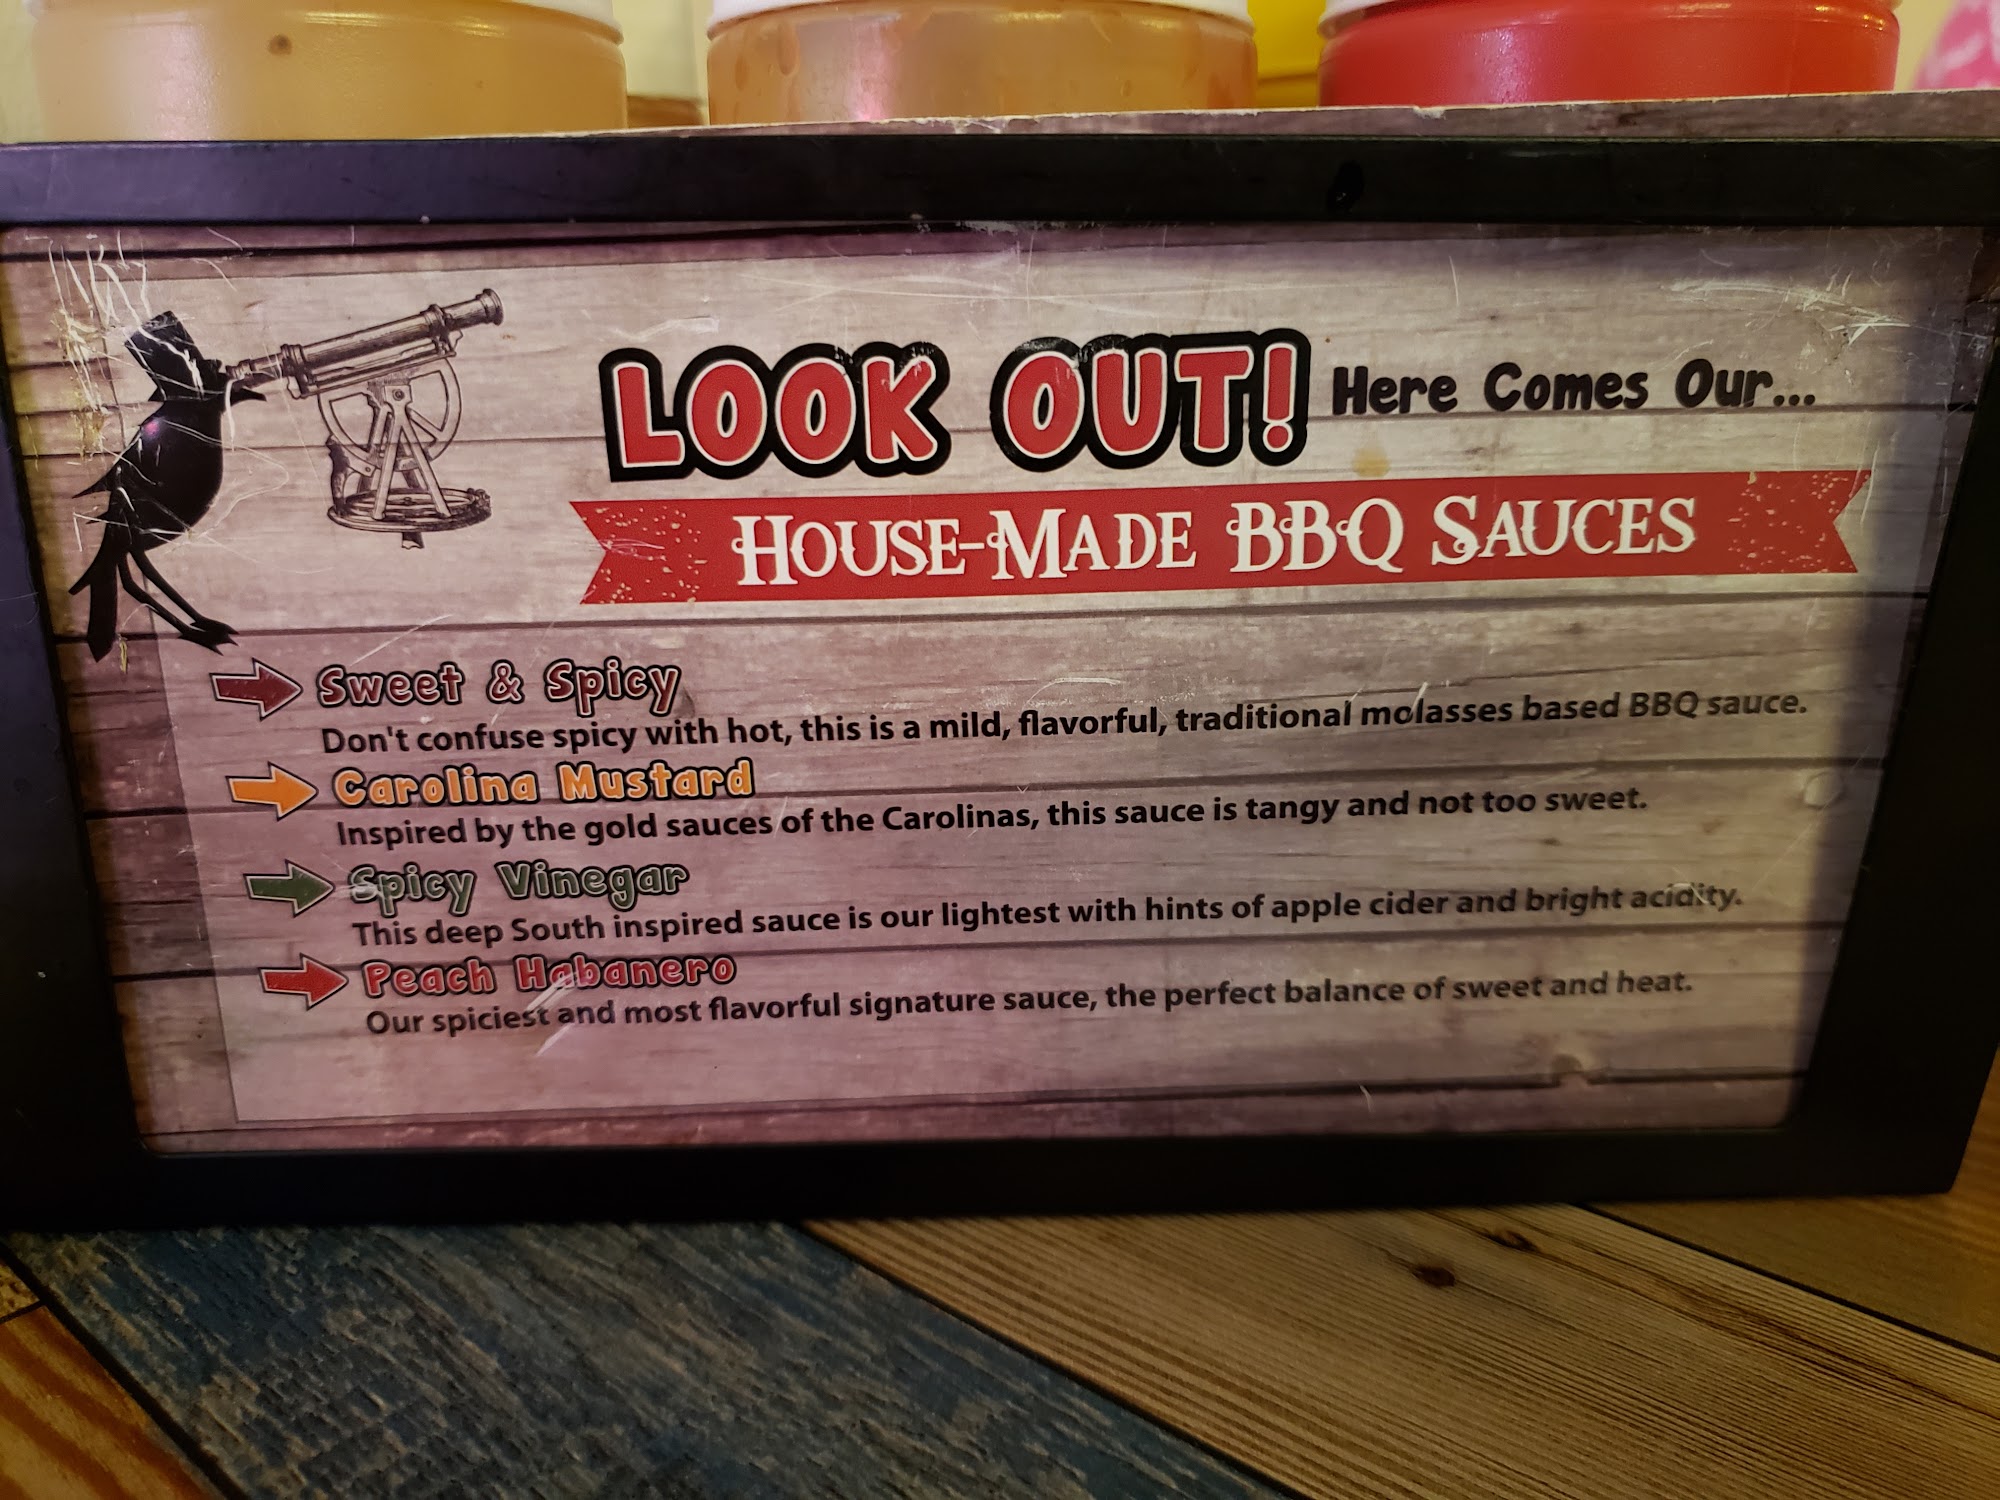 LOOK OUT! Here Comes Our...
HOUSE-MADE BBQ SAUCES
Sweet & Spicy
Don't confuse spicy with hot, this is a mild, flavorful, traditional molasses based BBQ sauce.
Carolina Mustard
Inspired by the gold sauces of the Carolinas, this sauce is tangy and not too sweet.
Spicy Vinegar
This deep South inspired sauce is our lightest with hints of apple cider and bright acidity.
Peach Habanero
Our spiciest and most flavorful signature sauce, the perfect balance of sweet and heat.